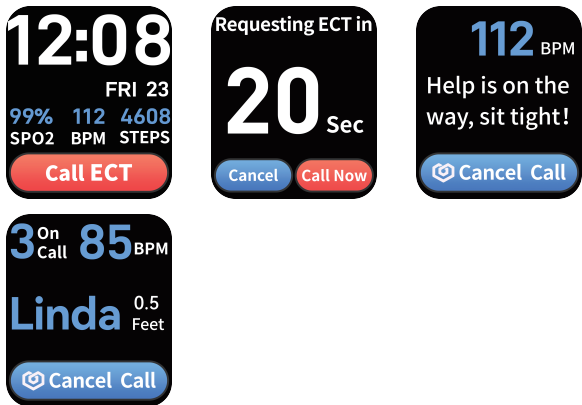 12:08
FRI 23
99% 112 4608
SPO2 BPM STEPS
Call ECT
Requesting ECT in
20 Sec
Cancel Call Now
112 BPM
Help is on the
way, sit tight!
Cancel Call
3 On Call 85 BPM
Linda 0.5 Feet
Cancel Call